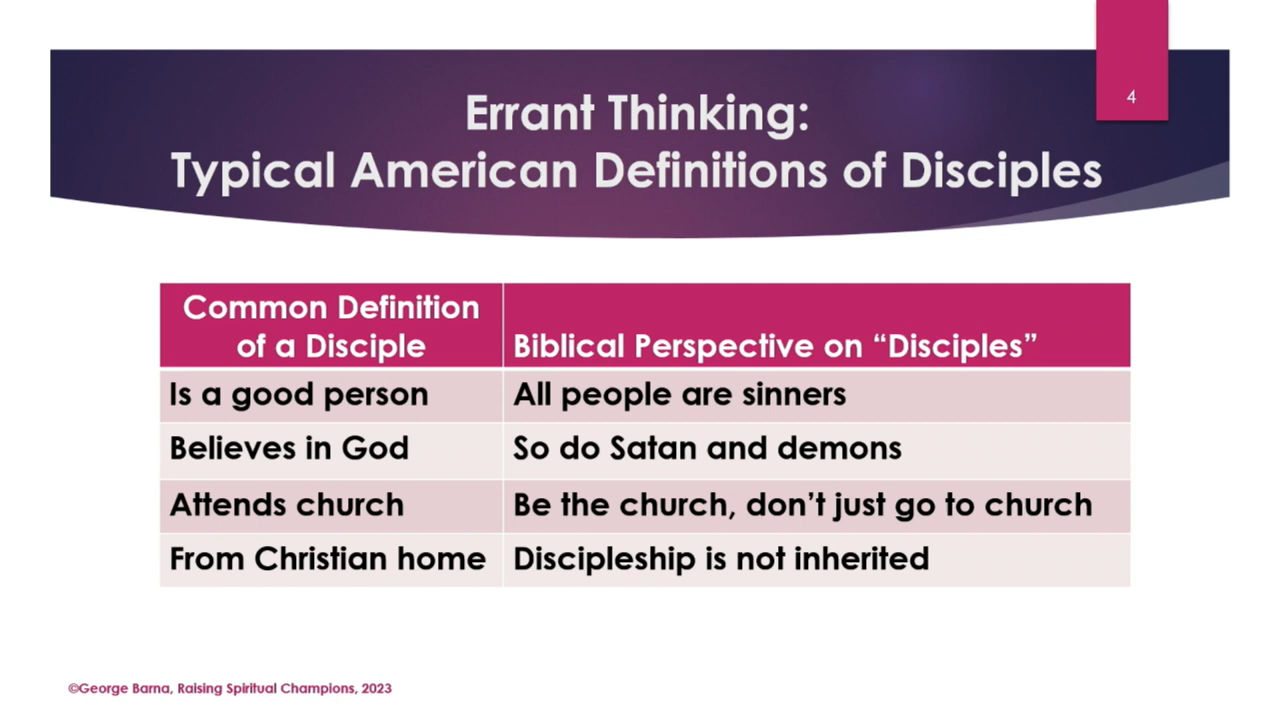 4
Errant Thinking:
Typical American Definitions of Disciples
Common Definition
of a Disciple
Biblical Perspective on “Disciples”
Is a good person
All people are sinners
Believes in God
So do Satan and demons
Attends church
Be the church, don’t just go to church
From Christian home
Discipleship is not inherited
©George Barna, Raising Spiritual Champions, 2023